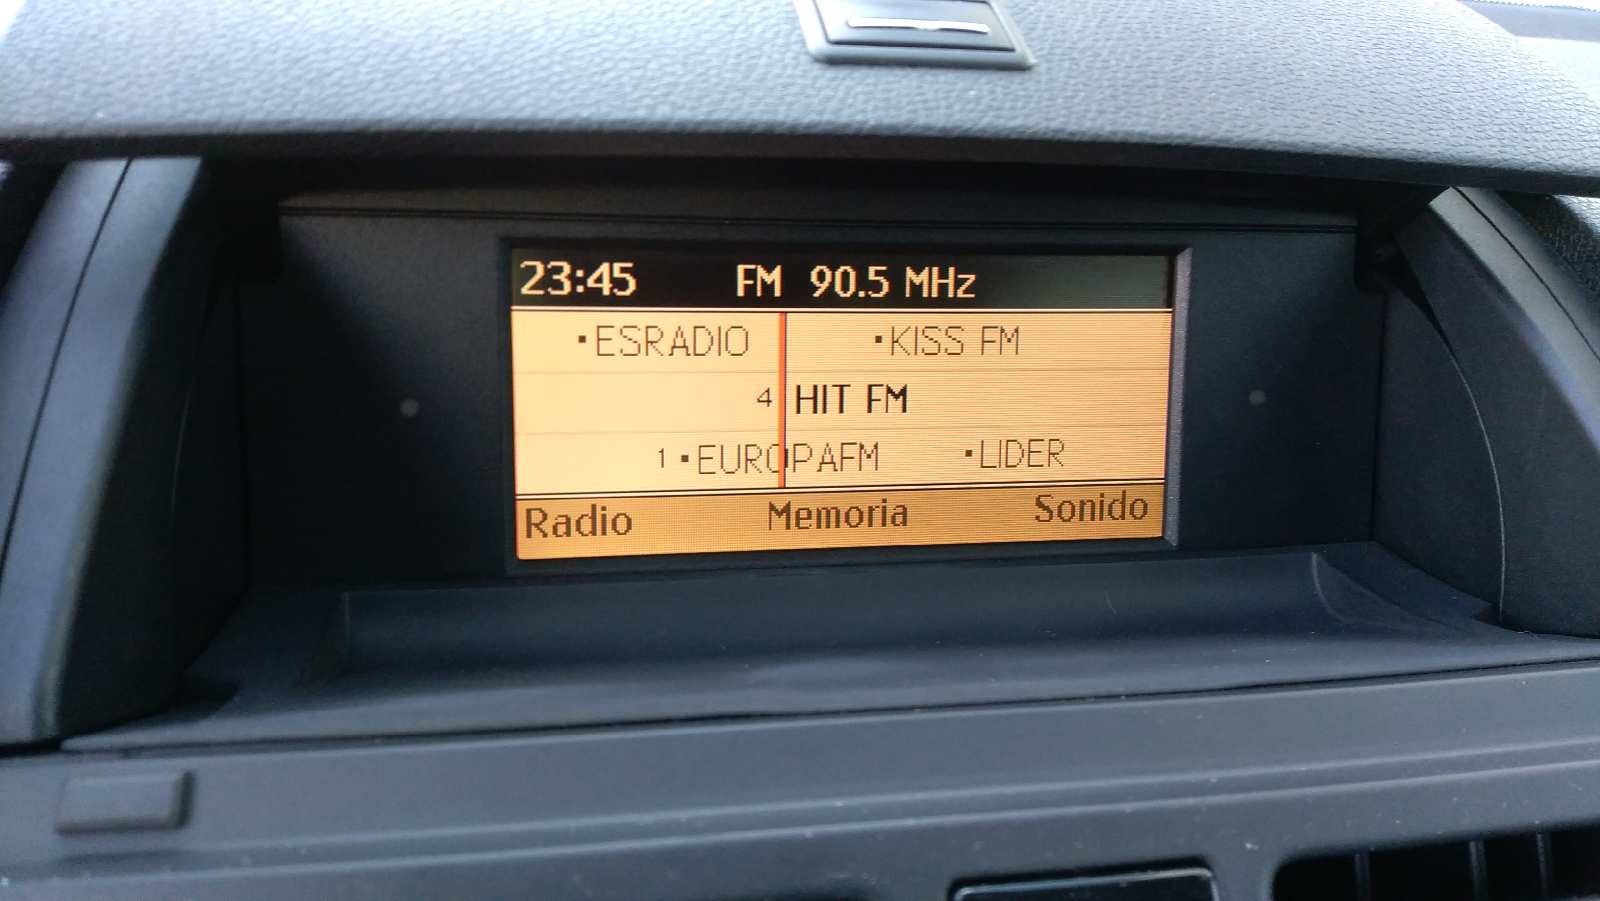 23:45 FM 90.5 MHz
▪ESRADIO ▪KISS FM
4 HIT FM
1 ▪EUROPAFM ▪LIDER
Radio Memoria Sonido